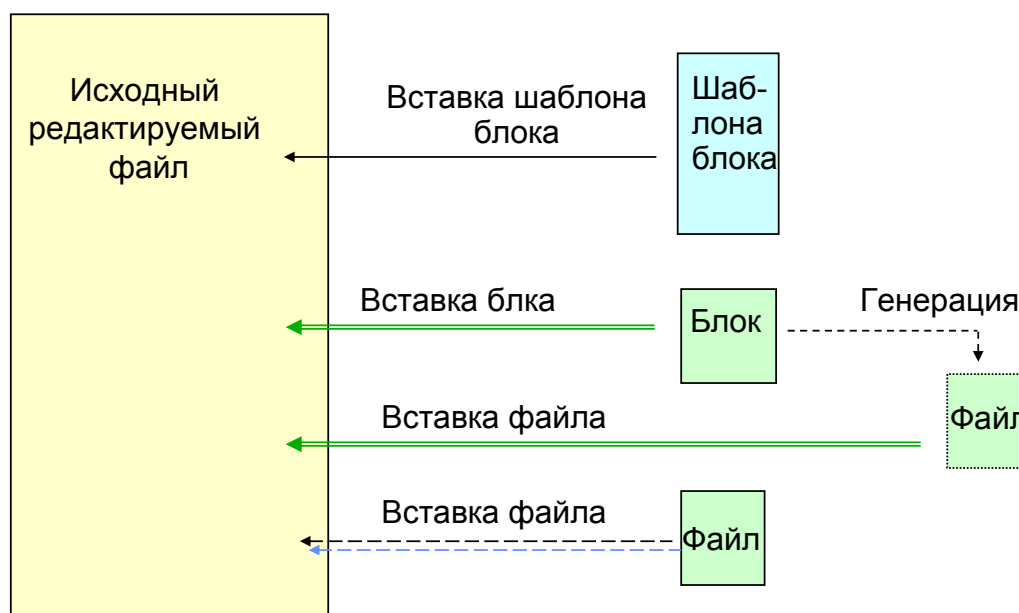 Исходный
редактируемый
файл
Вставка шаблона
блока
Шаб-
лона
блока
Вставка блка
Блок
Генерация
Вставка файла
Файл
Вставка файла
Файл